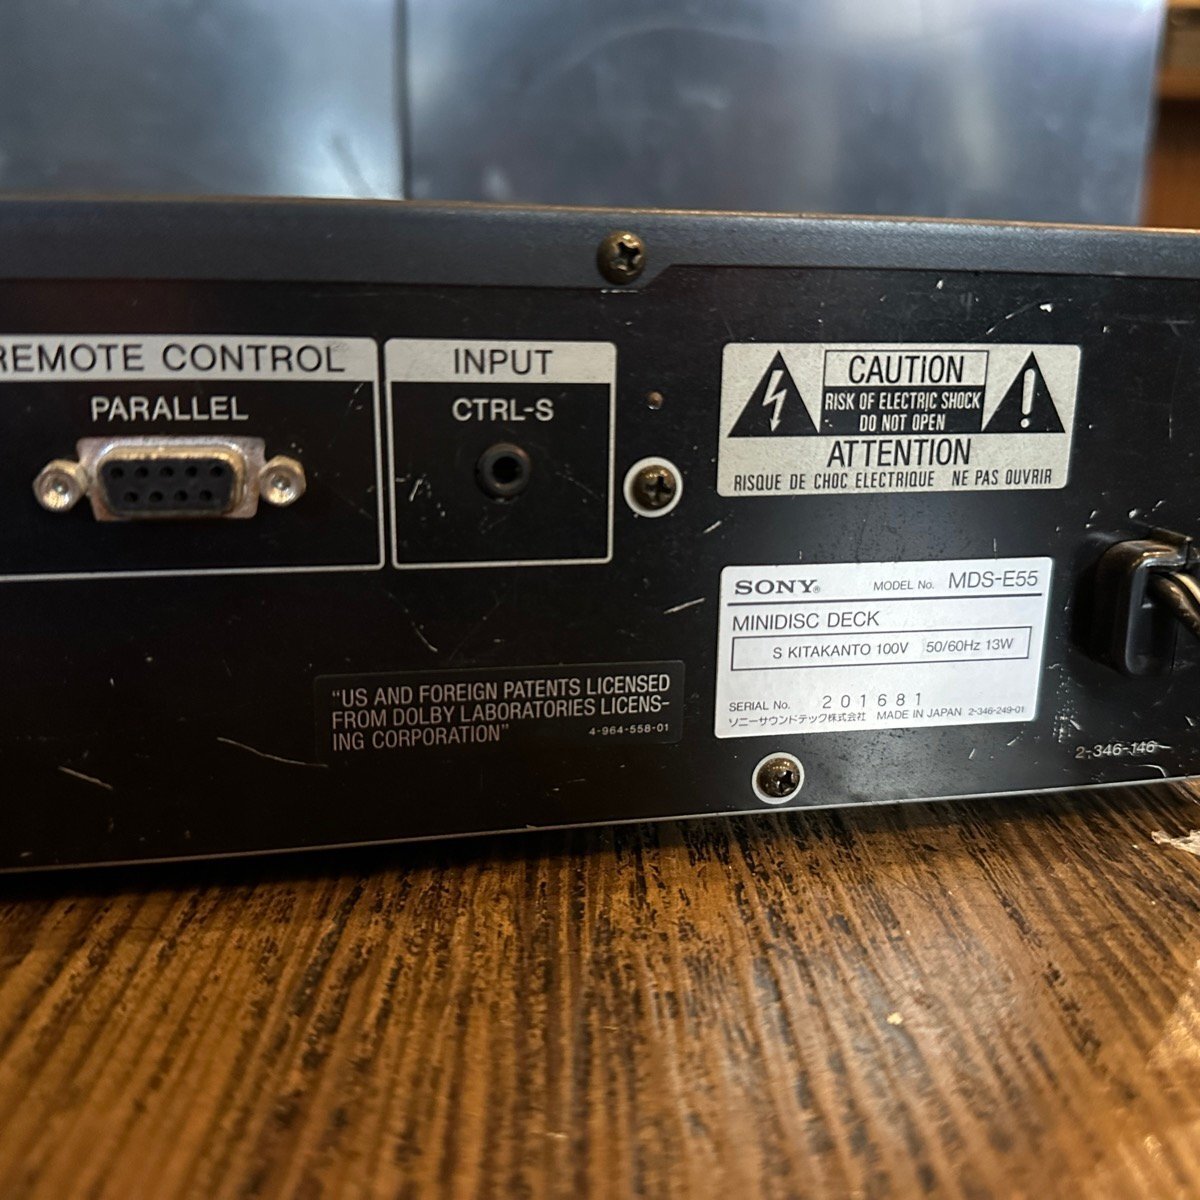 REMOTE CONTROL
PARALLEL
INPUT
CTRL-S
CAUTION
RISK OF ELECTRIC SHOCK
DO NOT OPEN
ATTENTION
RISQUE DE CHOC ELECTRIQUE NE PAS OUVRIR
SONY® MODEL No. MDS-E55
MINIDISC DECK
S KITAKANTO 100V 50/60Hz 13W
SERIAL No. 201681
ソニーサウンドテック株式会社 MADE IN JAPAN 2-346-249-01
"US AND FOREIGN PATENTS LICENSED
FROM DOLBY LABORATORIES LICENS-
ING CORPORATION" 4-964-558-01
2-346-146